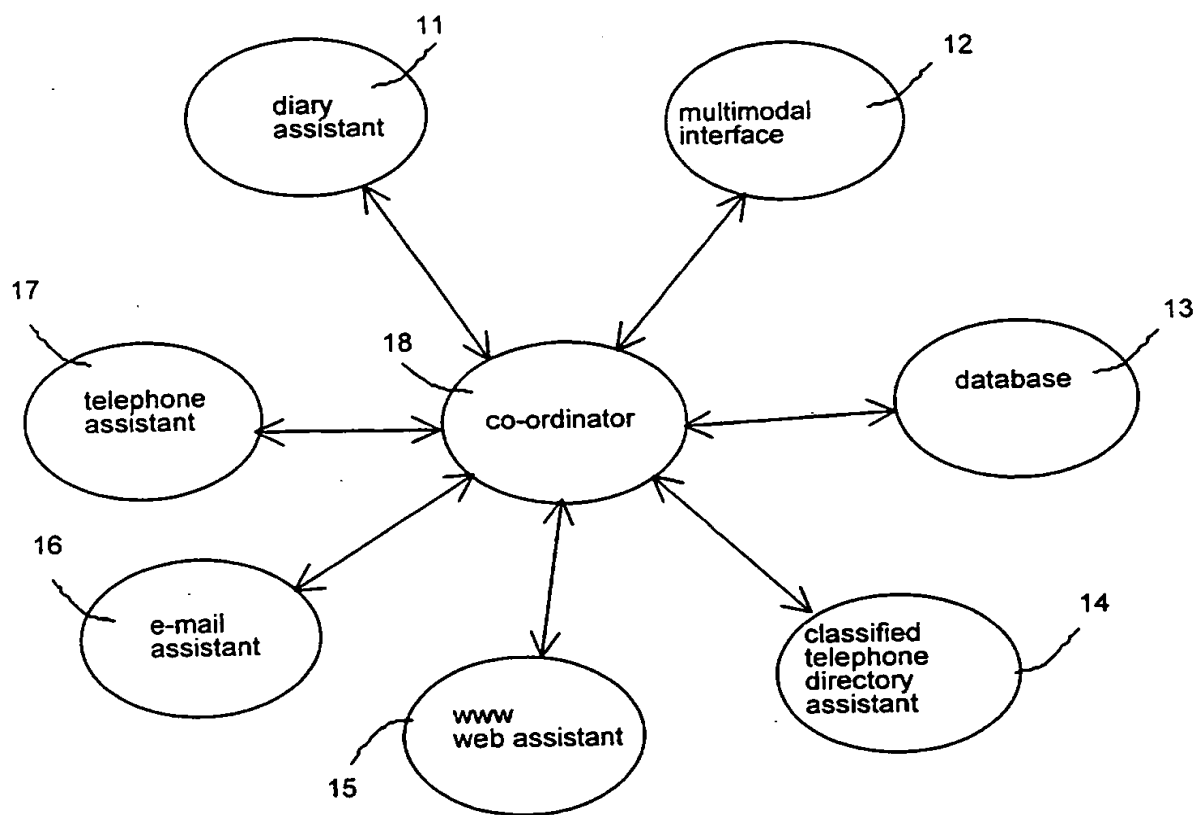 11
diary
assistant
12
multimodal
interface
17
telephone
assistant
18
co-ordinator
13
database
16
e-mail
assistant
www
web assistant
15
14
classified
telephone
directory
assistant